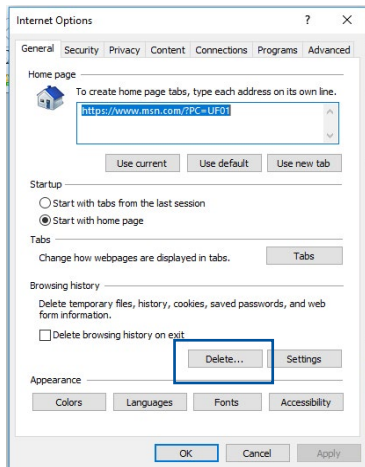 Internet Options ? X
General Security Privacy Content Connections Programs Advanced
Home page
To create home page tabs, type each address on its own line.
https://www.msn.com/?PC=UF01
Use current Use default Use new tab
Startup
Start with tabs from the last session
Start with home page
Tabs
Change how webpages are displayed in tabs. Tabs
Browsing history
Delete temporary files, history, cookies, saved passwords, and web
form information.
Delete browsing history on exit
Delete... Settings
Appearance
Colors Languages Fonts Accessibility
OK Cancel Apply